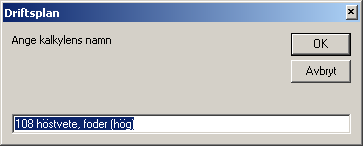 Driftsplan
Ange kalkylens namn
OK
Avbryt
108 höstvete, foder (hög)